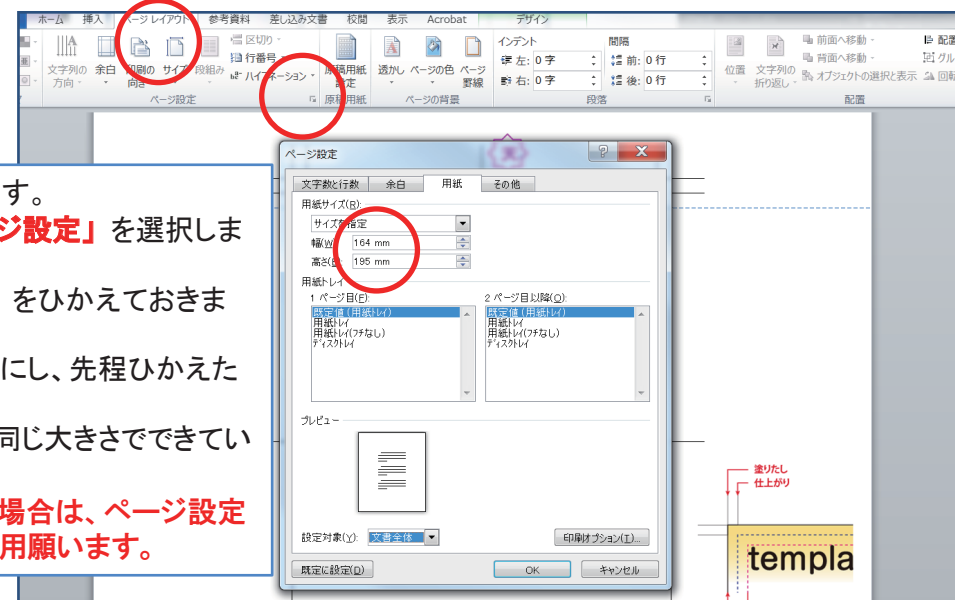 ホーム 挿入 ページ レイアウト 参考資料 差し込み文書 校閲 表示 Acrobat デザイン
区切り
行番号
ハイフネーション
文字列の方向 余白 印刷の向き サイズ 段組み
ページ設定
原稿用紙設定
原稿用紙
透かし ページの色 ページ罫線
ページの背景
インデント 間隔
左: 0 字 前: 0 行
右: 0 字 後: 0 行
段落
位置 文字列の折り返し
前面へ移動
背面へ移動
オブジェクトの選択と表示
配置
グル
回転
配置
す。
ジ設定」を選択しま
をひかえておきま
にし、先程ひかえた
同じ大きさでできてい
場合は、ページ設定
用願います。
ページ設定
文字数と行数 余白 用紙 その他
用紙サイズ(R):
サイズを指定
幅(W): 164 mm
高さ(E): 195 mm
用紙トレイ
1 ページ目(F): 2 ページ目以降(O):
既定値 (用紙トレイ) 既定値 (用紙トレイ)
用紙トレイ 用紙トレイ
用紙トレイ(フチなし) 用紙トレイ(フチなし)
ディスクトレイ ディスクトレイ
プレビュー
設定対象(Y): 文書全体 印刷オプション(T)...
既定に設定(D) OK キャンセル
天
塗りたし
仕上がり
templa